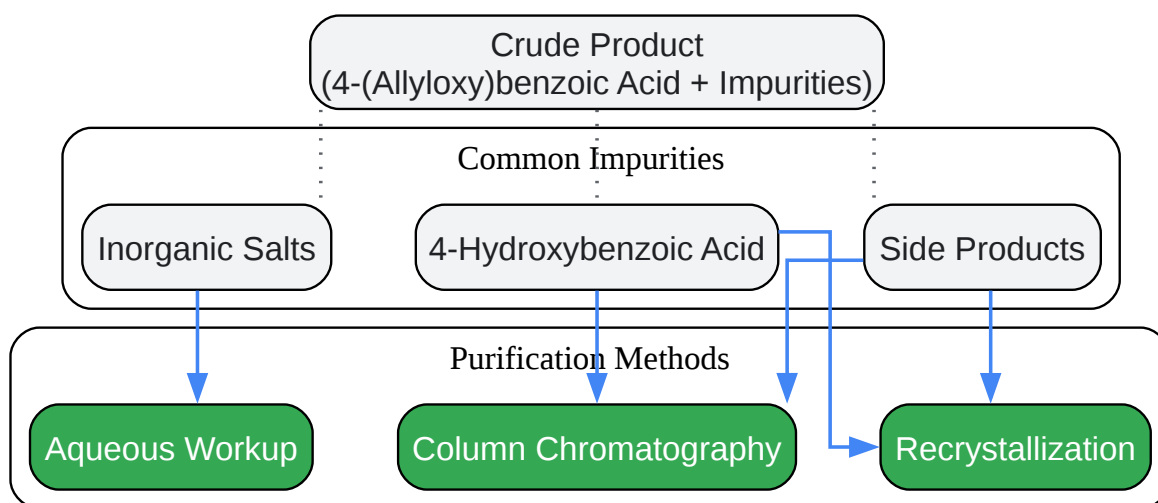 Crude Product
(4-(Allyloxy)benzoic Acid + Impurities)
Common Impurities
Inorganic Salts
4-Hydroxybenzoic Acid
Side Products
Purification Methods
Aqueous Workup
Column Chromatography
Recrystallization